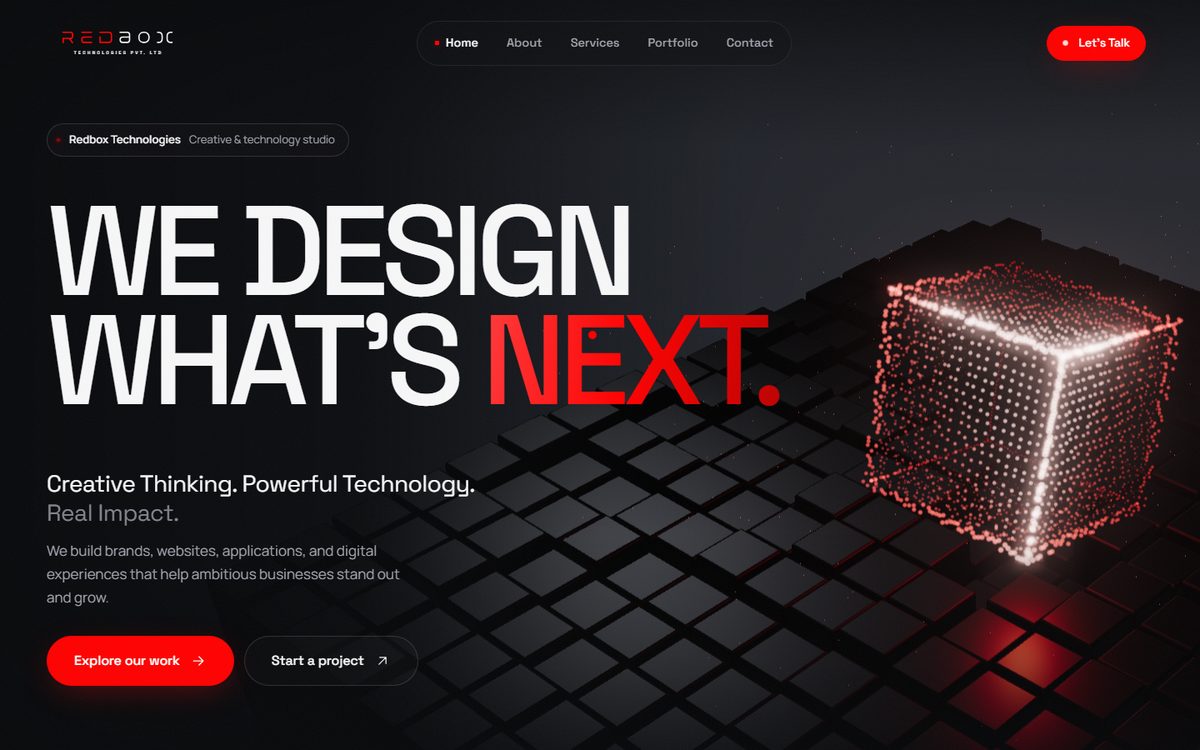 REDBOX
TECHNOLOGIES PVT. LTD
Home About Services Portfolio Contact
Let's Talk
Redbox Technologies Creative & technology studio
WE DESIGN
WHAT'S NEXT.
Creative Thinking. Powerful Technology.
Real Impact.
We build brands, websites, applications, and digital
experiences that help ambitious businesses stand out
and grow.
Explore our work →
Start a project ↗